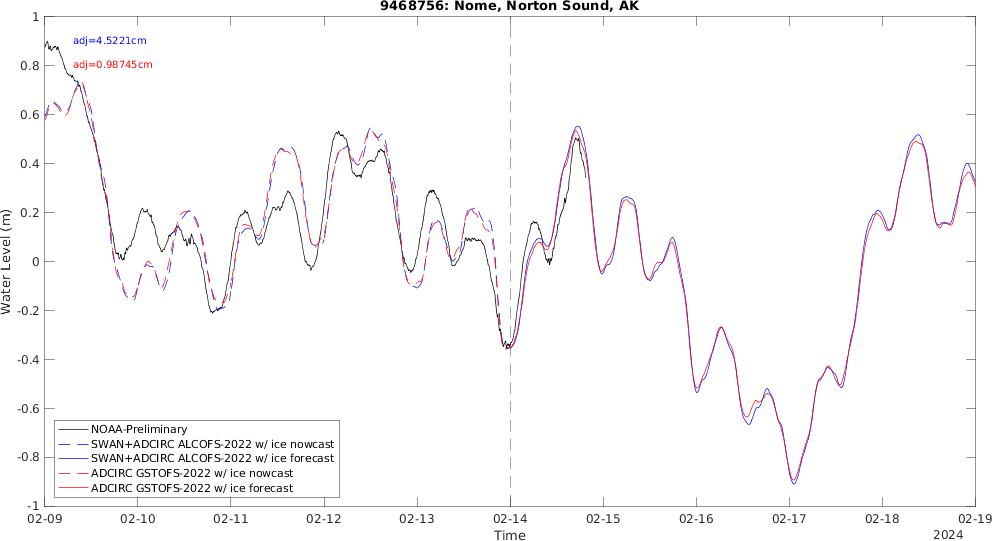 9468756: Nome, Norton Sound, AK
adj=4.5221cm
adj=0.98745cm
Water Level (m)
1
0.8
0.6
0.4
0.2
0
-0.2
-0.4
-0.6
-0.8
-1
NOAA-Preliminary
SWAN+ADCIRC ALCOFS-2022 w/ ice nowcast
SWAN+ADCIRC ALCOFS-2022 w/ ice forecast
ADCIRC GSTOFS-2022 w/ ice nowcast
ADCIRC GSTOFS-2022 w/ ice forecast
02-09 02-10 02-11 02-12 02-13 02-14 02-15 02-16 02-17 02-18 02-19
Time
2024